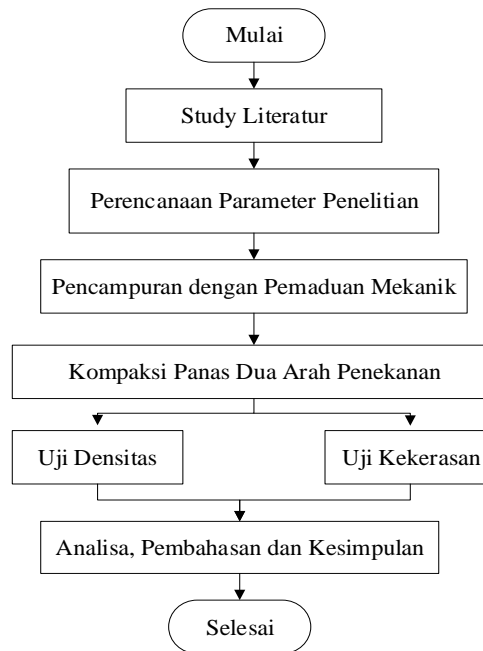 Mulai
Study Literatur
Perencanaan Parameter Penelitian
Pencampuran dengan Pemaduan Mekanik
Kompaksi Panas Dua Arah Penekanan
Uji Densitas
Uji Kekerasan
Analisa, Pembahasan dan Kesimpulan
Selesai